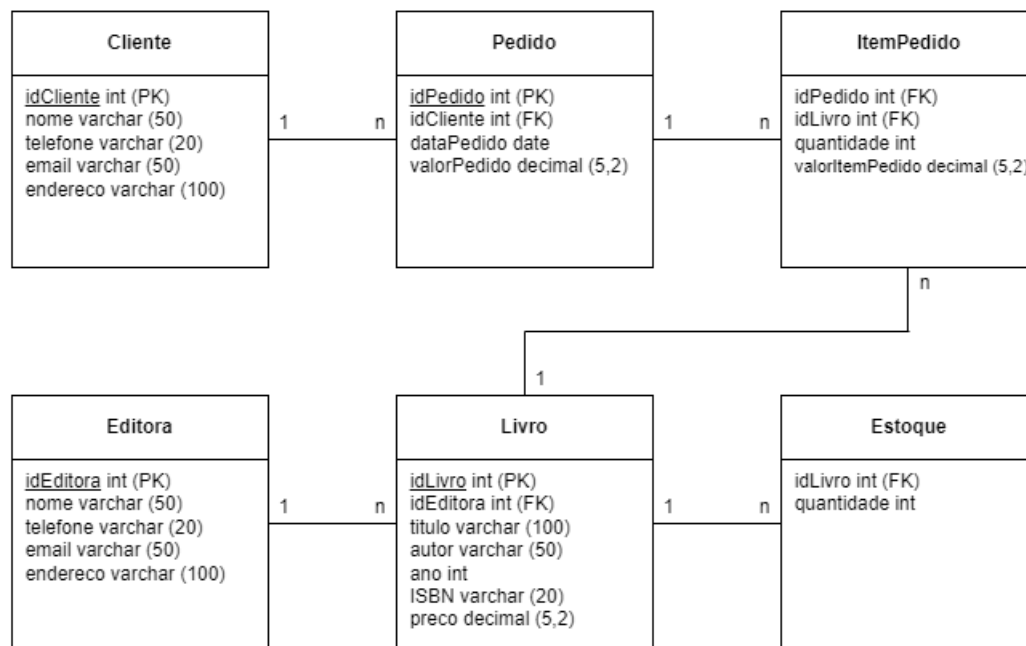 Cliente
idCliente int (PK)
nome varchar (50)
telefone varchar (20)
email varchar (50)
endereco varchar (100)
1 n
Pedido
idPedido int (PK)
idCliente int (FK)
dataPedido date
valorPedido decimal (5,2)
1 n
ItemPedido
idPedido int (FK)
idLivro int (FK)
quantidade int
valorItemPedido decimal (5,2)
n
1
Editora
idEditora int (PK)
nome varchar (50)
telefone varchar (20)
email varchar (50)
endereco varchar (100)
1 n
Livro
idLivro int (PK)
idEditora int (FK)
titulo varchar (100)
autor varchar (50)
ano int
ISBN varchar (20)
preco decimal (5,2)
1 n
Estoque
idLivro int (FK)
quantidade int